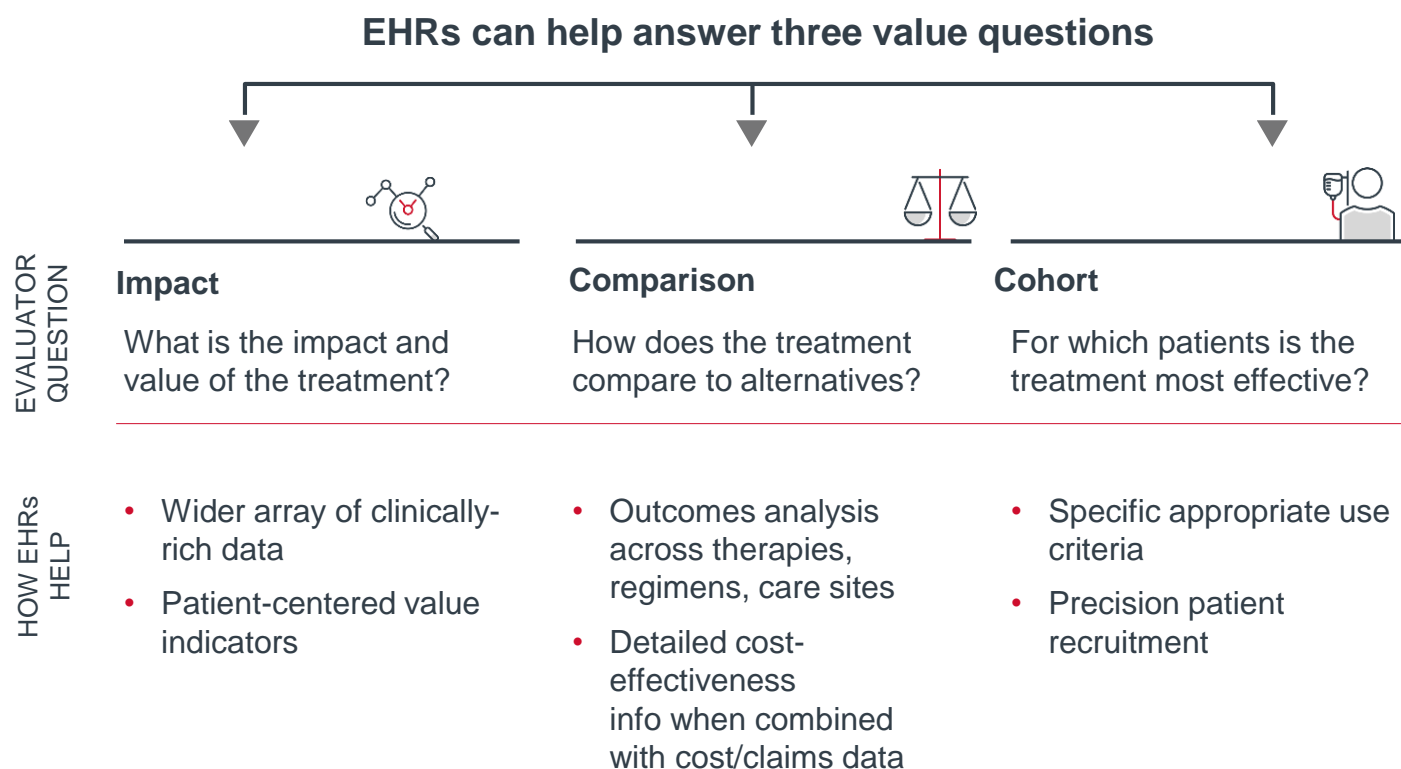 EHRs can help answer three value questions
EVALUATOR
QUESTION
Impact
What is the impact and
value of the treatment?
Comparison
How does the treatment
compare to alternatives?
Cohort
For which patients is the
treatment most effective?
HOW EHRs
HELP
• Wider array of clinically-
rich data
• Patient-centered value
indicators
• Outcomes analysis
across therapies,
regimens, care sites
• Detailed cost-
effectiveness
info when combined
with cost/claims data
• Specific appropriate use
criteria
• Precision patient
recruitment